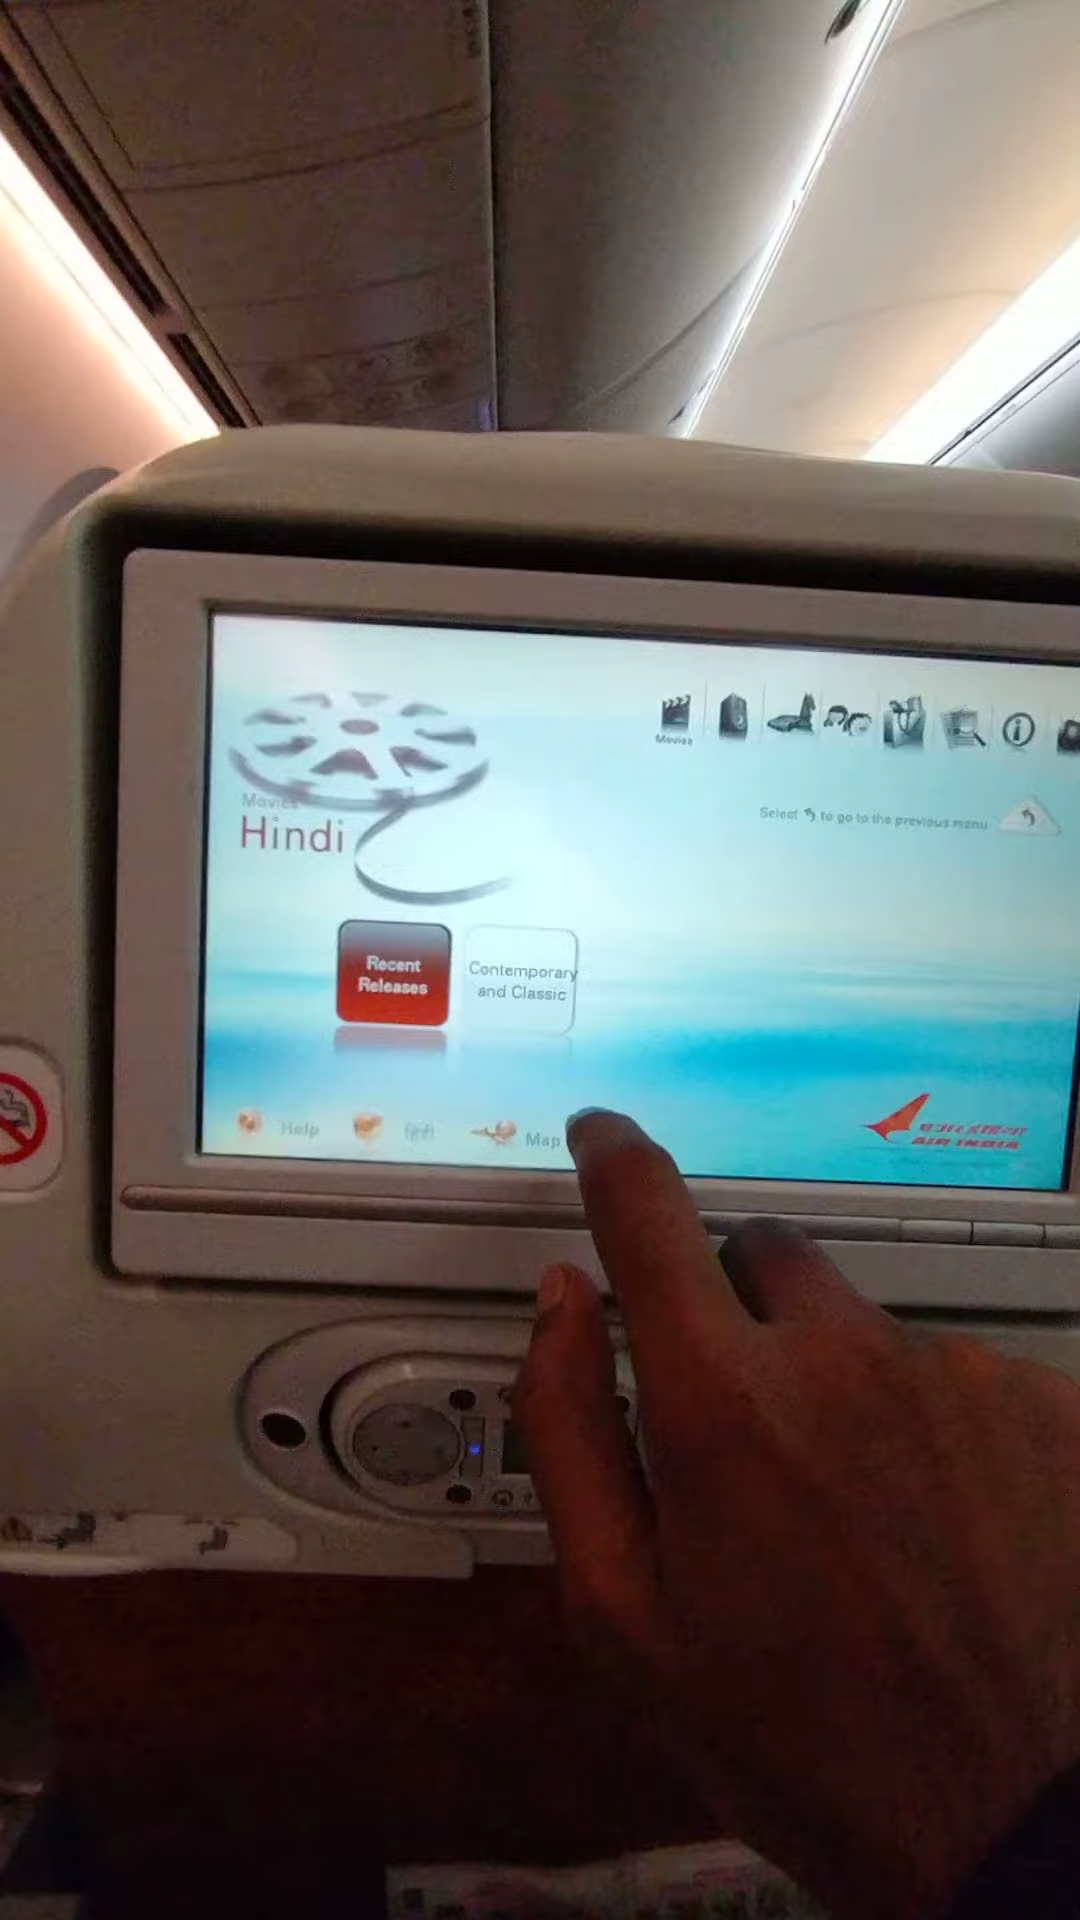 Movies
Select to go to the previous menu
Movies
Hindi
Recent
Releases
Contemporary
and Classic
Help
हिंदी
Map
AIR INDIA